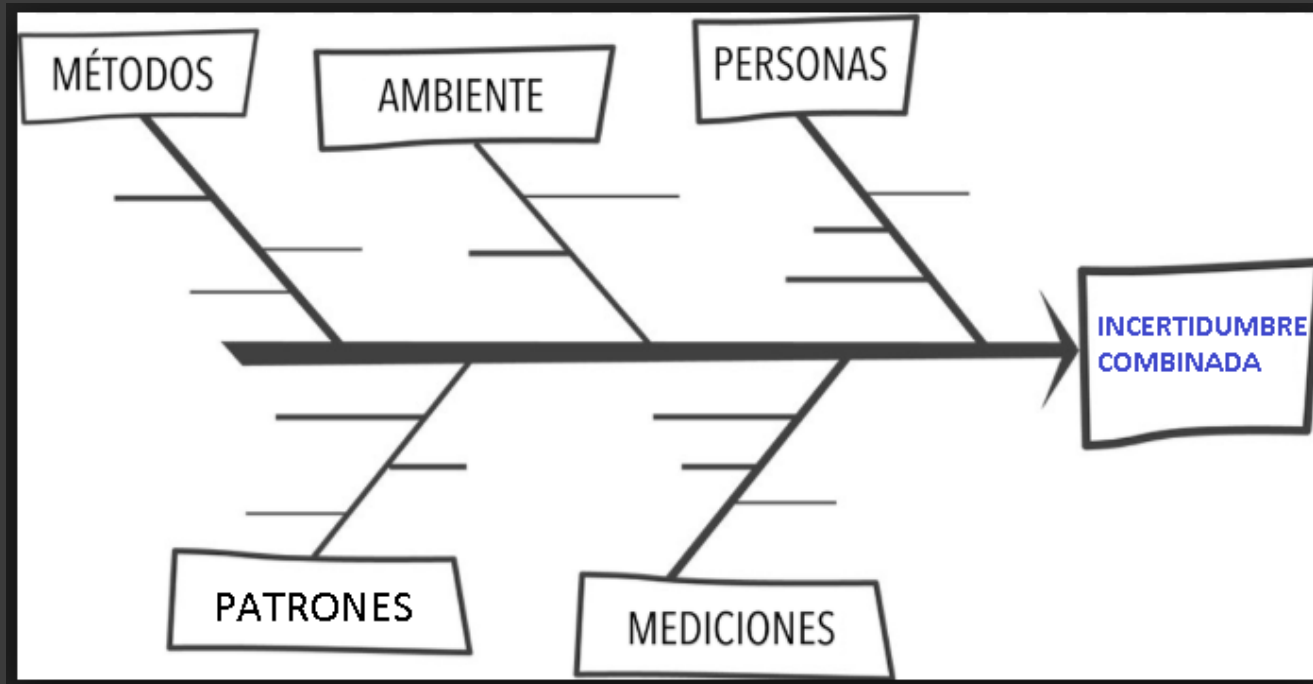 MÉTODOS
AMBIENTE
PERSONAS
INCERTIDUMBRE
COMBINADA
PATRONES
MEDICIONES